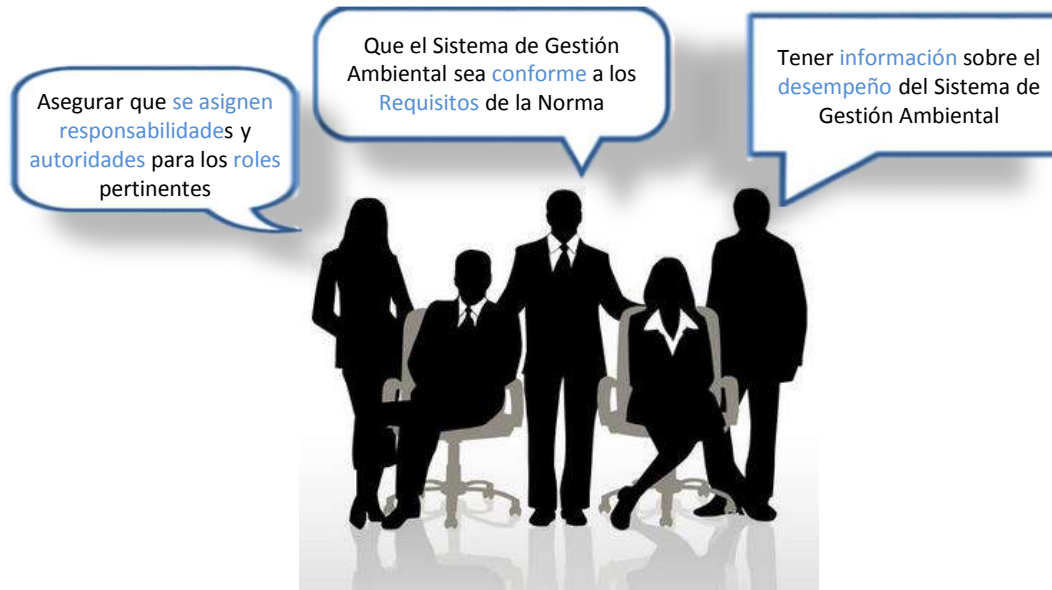 Asegurar que se asignen
responsabilidades y
autoridades para los roles
pertinentes
Que el Sistema de Gestión
Ambiental sea conforme a los
Requisitos de la Norma
Tener información sobre el
desempeño del Sistema de
Gestión Ambiental